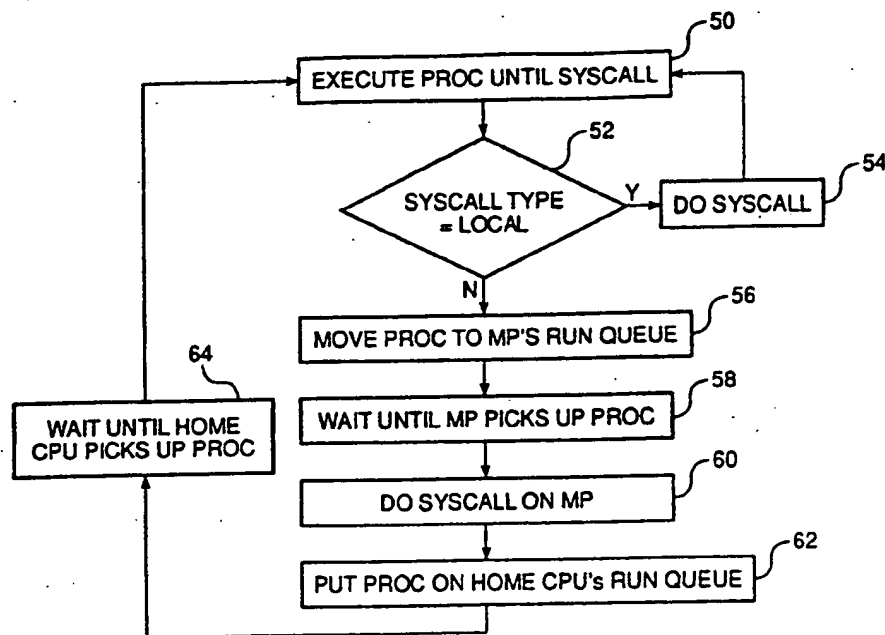 50
EXECUTE PROC UNTIL SYSCALL
52
54
SYSCALL TYPE
= LOCAL
Y
DO SYSCALL
N
56
MOVE PROC TO MP'S RUN QUEUE
64
58
WAIT UNTIL HOME
CPU PICKS UP PROC
WAIT UNTIL MP PICKS UP PROC
60
DO SYSCALL ON MP
62
PUT PROC ON HOME CPU's RUN QUEUE